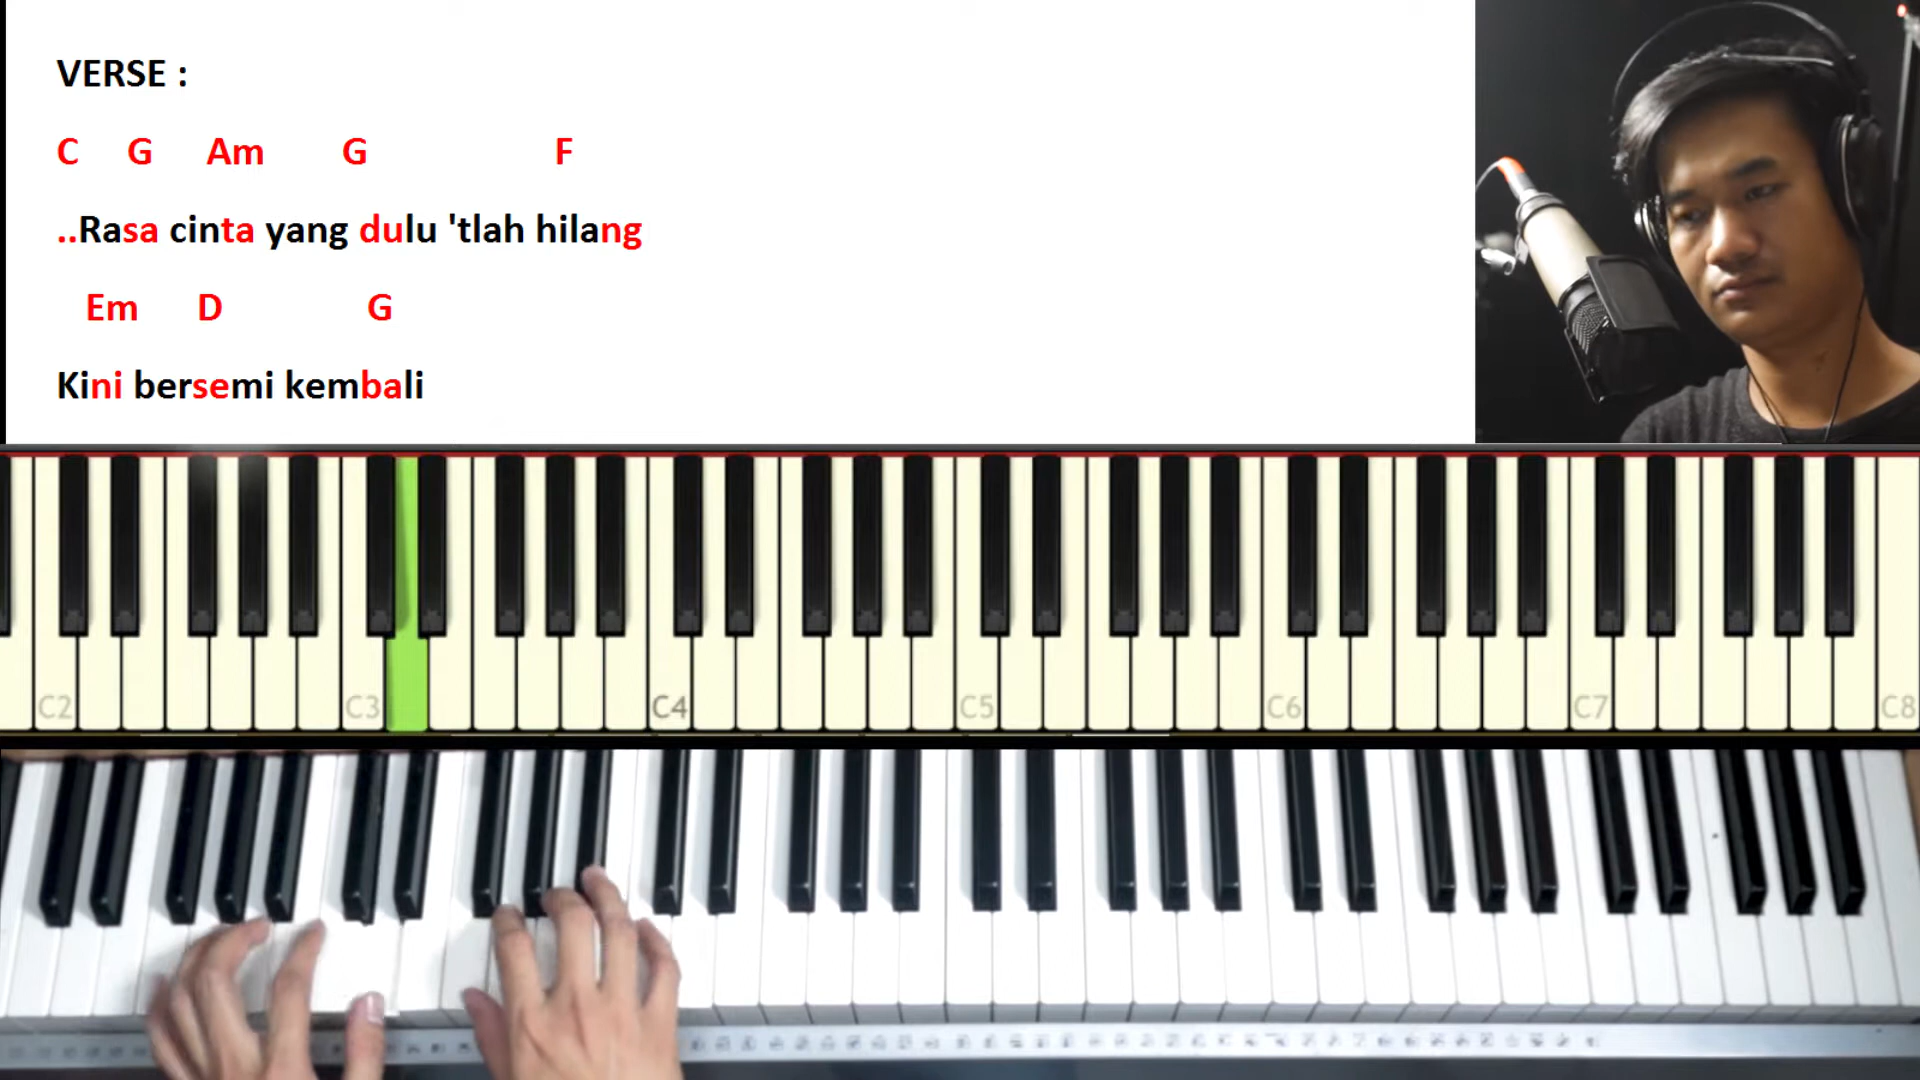 VERSE :
C G Am G F
..Rasa cinta yang dulu 'tlah hilang
Em D G
Kini bersemi kembali
C2 C3 C4 C5 C6 C7 C8